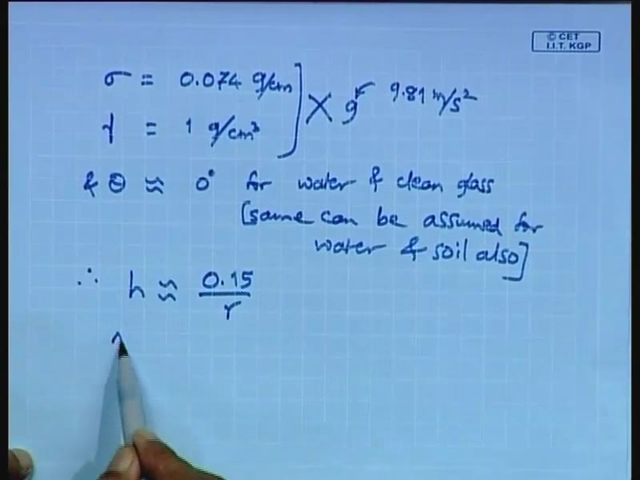 © CET
I.I.T. KGP
σ = 0.074 g/cm
γ = 1 g/cm³ ] × g 9.81 m/s²
& θ ≈ 0° for water & clean glass
[same can be assumed for
water & soil also]
∴ h ≈ 0.15/r